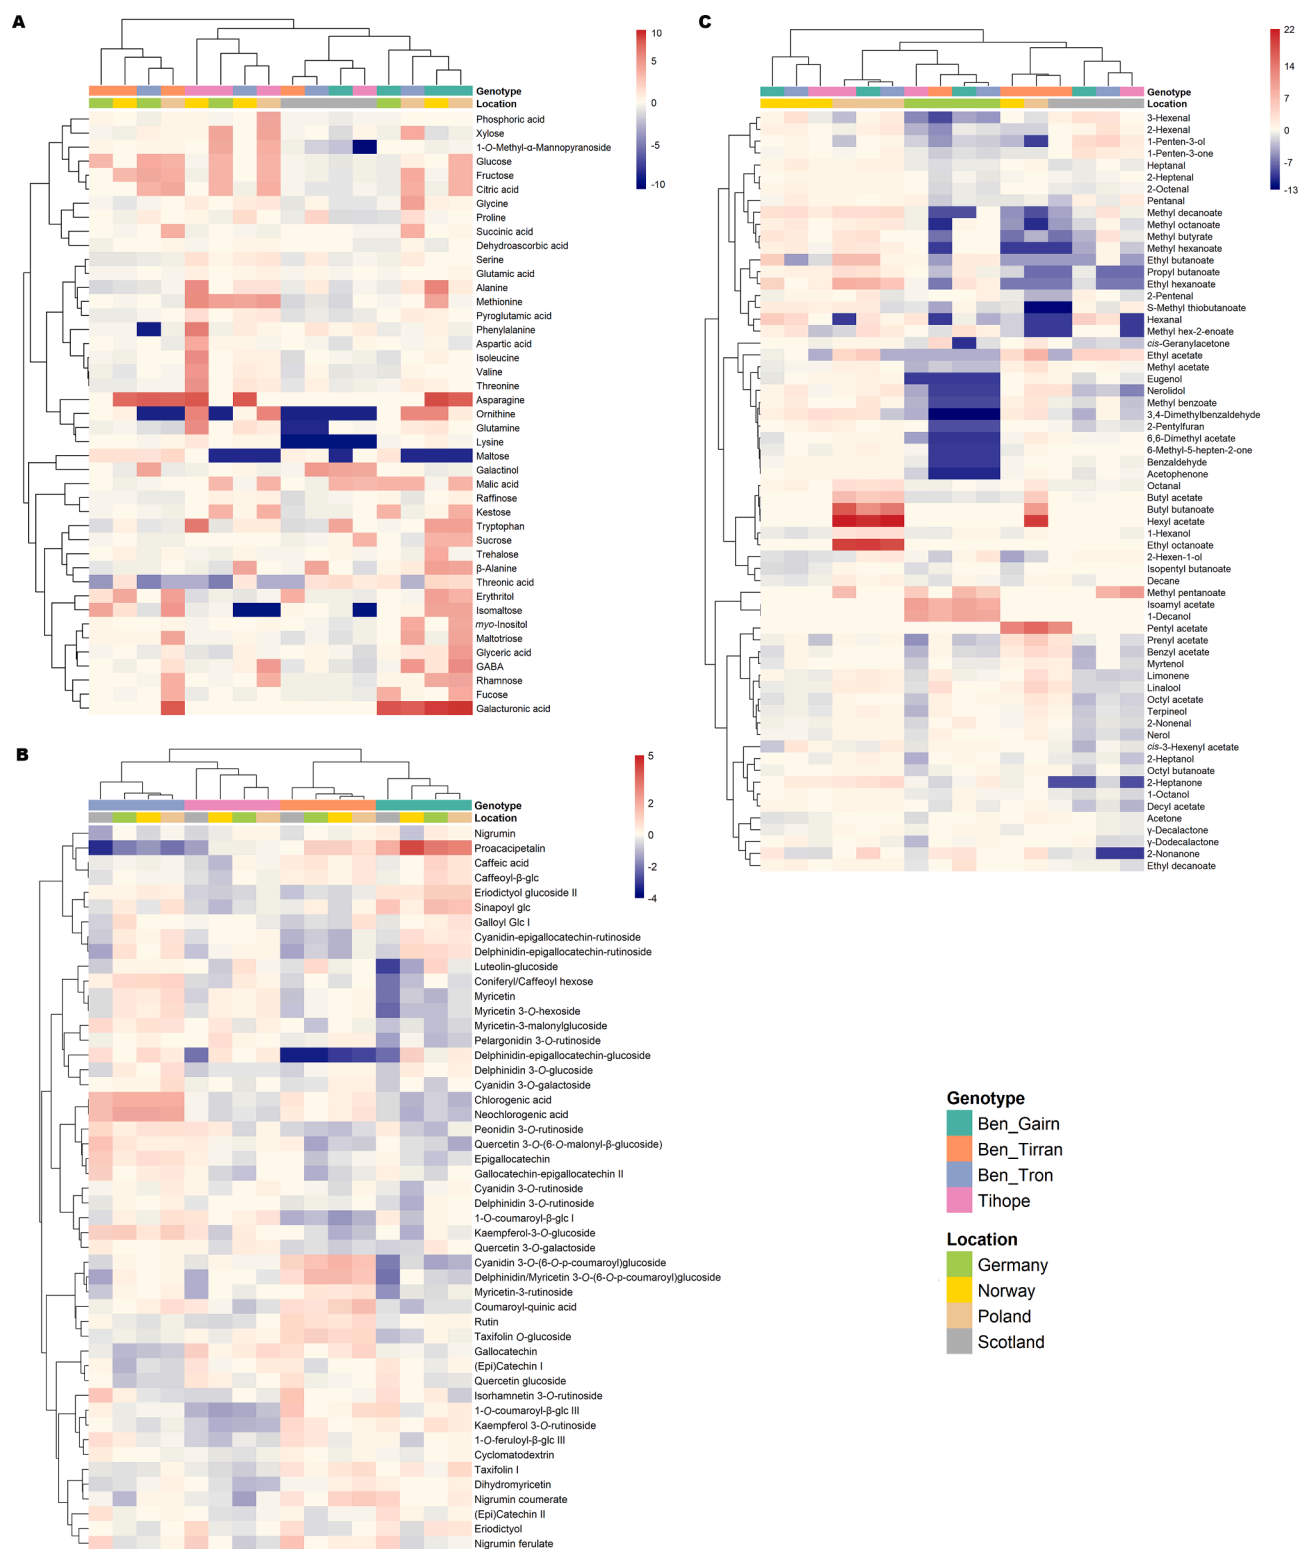 A
10
5
0
-5
-10
Genotype
Location
Phosphoric acid
Xylose
1-O-Methyl-α-Mannopyranoside
Glucose
Fructose
Citric acid
Glycine
Proline
Succinic acid
Dehydroascorbic acid
Serine
Glutamic acid
Alanine
Methionine
Pyroglutamic acid
Phenylalanine
Aspartic acid
Isoleucine
Valine
Threonine
Asparagine
Ornithine
Glutamine
Lysine
Maltose
Galactinol
Malic acid
Raffinose
Kestose
Tryptophan
Sucrose
Trehalose
β-Alanine
Threonic acid
Erythritol
Isomaltose
myo-Inositol
Maltotriose
Glyceric acid
GABA
Rhamnose
Fucose
Galacturonic acid
B
5
2
0
-2
-4
Genotype
Location
Nigrumin
Proacacipetalin
Caffeic acid
Caffeoyl-β-glc
Eriodictyol glucoside II
Sinapoyl glc
Galloyl Glc I
Cyanidin-epigallocatechin-rutinoside
Delphinidin-epigallocatechin-rutinoside
Luteolin-glucoside
Coniferyl/Caffeoyl hexose
Myricetin
Myricetin 3-O-hexoside
Myricetin-3-malonylglucoside
Pelargonidin 3-O-rutinoside
Delphinidin-epigallocatechin-glucoside
Delphinidin 3-O-glucoside
Cyanidin 3-O-galactoside
Chlorogenic acid
Neochlorogenic acid
Peonidin 3-O-rutinoside
Quercetin 3-O-(6-O-malonyl-β-glucoside)
Epigallocatechin
Gallocatechin-epigallocatechin II
Cyanidin 3-O-rutinoside
Delphinidin 3-O-rutinoside
1-O-coumaroyl-β-glc I
Kaempferol-3-O-glucoside
Quercetin 3-O-galactoside
Cyanidin 3-O-(6-O-p-coumaroyl)glucoside
Delphinidin/Myricetin 3-O-(6-O-p-coumaroyl)glucoside
Myricetin-3-rutinoside
Coumaroyl-quinic acid
Rutin
Taxifolin O-glucoside
Gallocatechin
(Epi)Catechin I
Quercetin glucoside
Isorhamnetin 3-O-rutinoside
1-O-coumaroyl-β-glc III
Kaempferol 3-O-rutinoside
1-O-feruloyl-β-glc III
Cyclomatodextrin
Taxifolin I
Dihydromyricetin
Nigrumin coumerate
(Epi)Catechin II
Eriodictyol
Nigrumin ferulate
C
22
14
7
0
-7
-13
Genotype
Location
3-Hexenal
2-Hexenal
1-Penten-3-ol
1-Penten-3-one
Heptanal
2-Heptenal
2-Octenal
Pentanal
Methyl decanoate
Methyl octanoate
Methyl butyrate
Methyl hexanoate
Ethyl butanoate
Propyl butanoate
Ethyl hexanoate
2-Pentenal
S-Methyl thiobutanoate
Hexanal
Methyl hex-2-enoate
cis-Geranylacetone
Ethyl acetate
Methyl acetate
Eugenol
Nerolidol
Methyl benzoate
3,4-Dimethylbenzaldehyde
2-Pentylfuran
6,6-Dimethyl acetate
6-Methyl-5-hepten-2-one
Benzaldehyde
Acetophenone
Octanal
Butyl acetate
Butyl butanoate
Hexyl acetate
1-Hexanol
Ethyl octanoate
2-Hexen-1-ol
Isopentyl butanoate
Decane
Methyl pentanoate
Isoamyl acetate
1-Decanol
Pentyl acetate
Prenyl acetate
Benzyl acetate
Myrtenol
Limonene
Linalool
Octyl acetate
Terpineol
2-Nonenal
Nerol
cis-3-Hexenyl acetate
2-Heptanol
Octyl butanoate
2-Heptanone
1-Octanol
Decyl acetate
Acetone
γ-Decalactone
γ-Dodecalactone
2-Nonanone
Ethyl decanoate
Genotype
Ben_Gairn
Ben_Tirran
Ben_Tron
Tihope
Location
Germany
Norway
Poland
Scotland